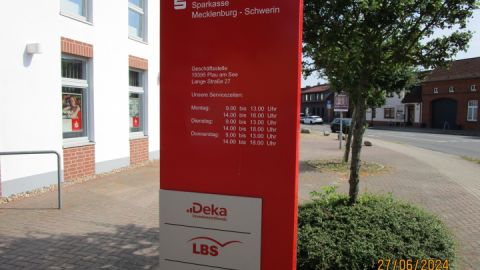 Sparkasse
Mecklenburg - Schwerin
Geschäftsstelle
19395 Plau am See
Lange Straße 27
Unsere Servicezeiten:
Montag: 9.00 bis 13.00 Uhr
14.00 bis 16.00 Uhr
Dienstag: 9.00 bis 13.00 Uhr
14.00 bis 18.00 Uhr
Donnerstag: 9.00 bis 13.00 Uhr
14.00 bis 18.00 Uhr
Deka
LBS
27/06/2024